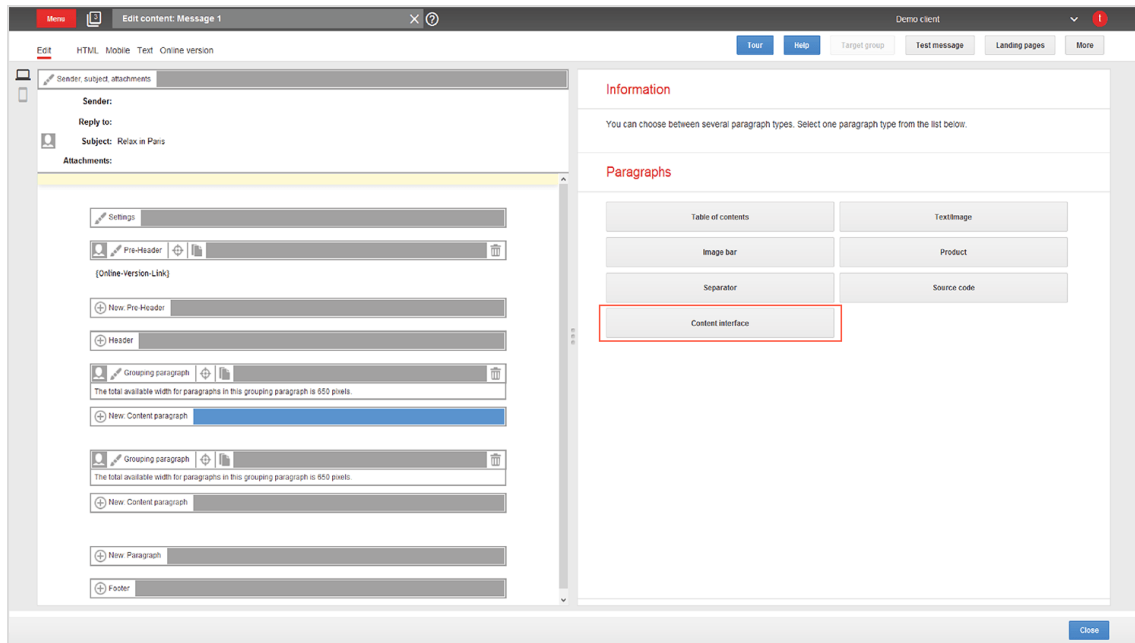 Menu
3
Edit content: Message 1
Demo client
Edit HTML Mobile Text Online version
Tour Help Target group Test message Landing pages More
Sender, subject, attachments
Sender:
Reply to:
Subject: Relax in Paris
Attachments:
Settings
Pre-Header
{Online-Version-Link}
New: Pre-Header
Header
Grouping paragraph
The total available width for paragraphs in this grouping paragraph is 650 pixels.
New: Content paragraph
Grouping paragraph
The total available width for paragraphs in this grouping paragraph is 650 pixels.
New: Content paragraph
New: Paragraph
Footer
Information
You can choose between several paragraph types. Select one paragraph type from the list below.
Paragraphs
Table of contents Text/Image
Image bar Product
Separator Source code
Content interface
Close